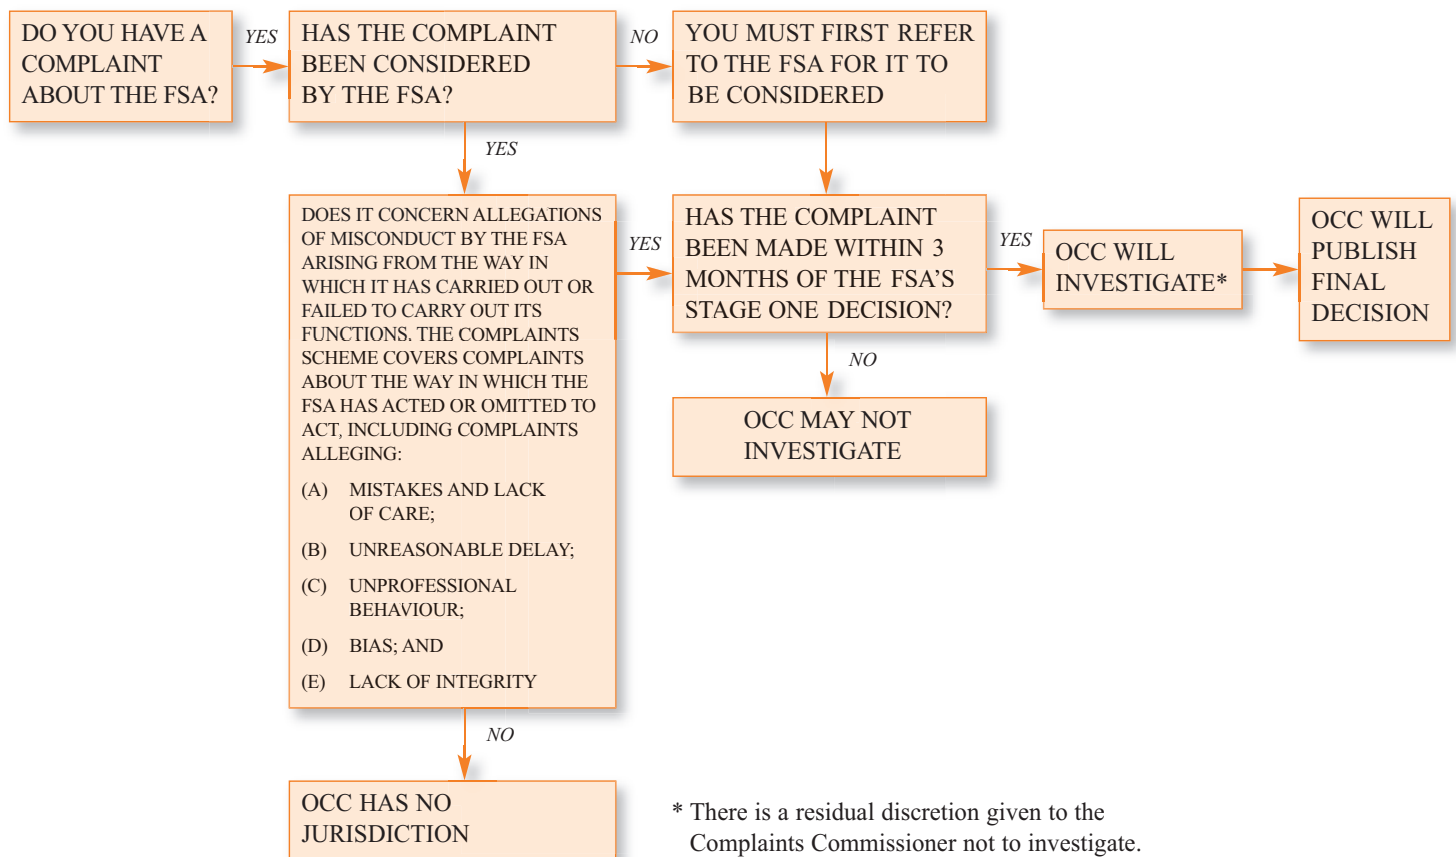 DO YOU HAVE A
COMPLAINT
ABOUT THE FSA?
YES
HAS THE COMPLAINT
BEEN CONSIDERED
BY THE FSA?
NO
YOU MUST FIRST REFER
TO THE FSA FOR IT TO
BE CONSIDERED
YES
DOES IT CONCERN ALLEGATIONS
OF MISCONDUCT BY THE FSA
ARISING FROM THE WAY IN
WHICH IT HAS CARRIED OUT OR
FAILED TO CARRY OUT ITS
FUNCTIONS. THE COMPLAINTS
SCHEME COVERS COMPLAINTS
ABOUT THE WAY IN WHICH THE
FSA HAS ACTED OR OMITTED TO
ACT, INCLUDING COMPLAINTS
ALLEGING:
(A) MISTAKES AND LACK
OF CARE;
(B) UNREASONABLE DELAY;
(C) UNPROFESSIONAL
BEHAVIOUR;
(D) BIAS; AND
(E) LACK OF INTEGRITY
YES
HAS THE COMPLAINT
BEEN MADE WITHIN 3
MONTHS OF THE FSA'S
STAGE ONE DECISION?
YES
OCC WILL
INVESTIGATE*
OCC WILL
PUBLISH
FINAL
DECISION
NO
OCC MAY NOT
INVESTIGATE
NO
OCC HAS NO
JURISDICTION
* There is a residual discretion given to the
Complaints Commissioner not to investigate.